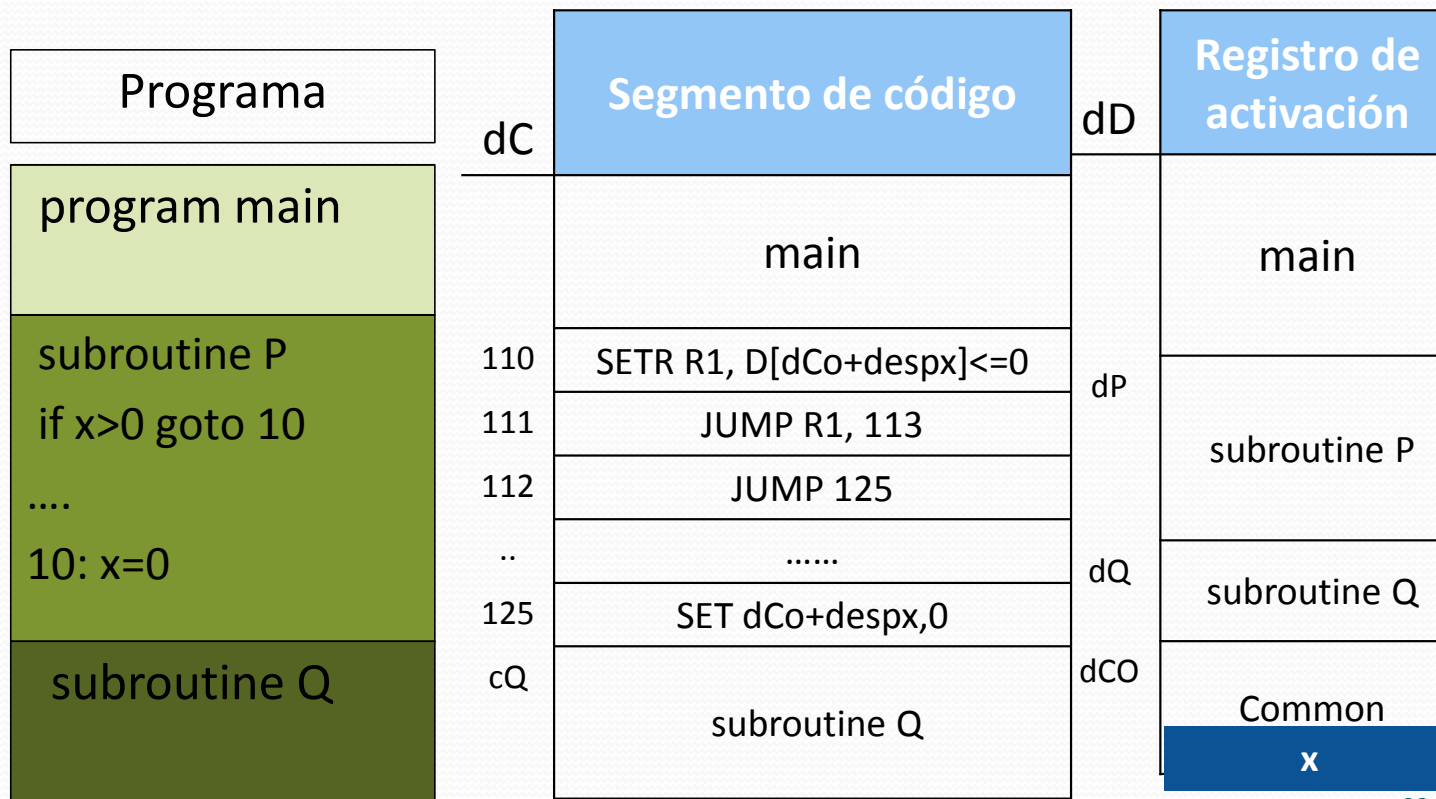 Programa
program main
subroutine P
if x>0 goto 10
....
10: x=0
subroutine Q
dC
110
111
112
..
125
cQ
Segmento de código
main
SETR R1, D[dCo+despx]<=0
JUMP R1, 113
JUMP 125
......
SET dCo+despx,0
subroutine Q
dD
dP
dQ
dCO
Registro de
activación
main
subroutine P
subroutine Q
Common
x